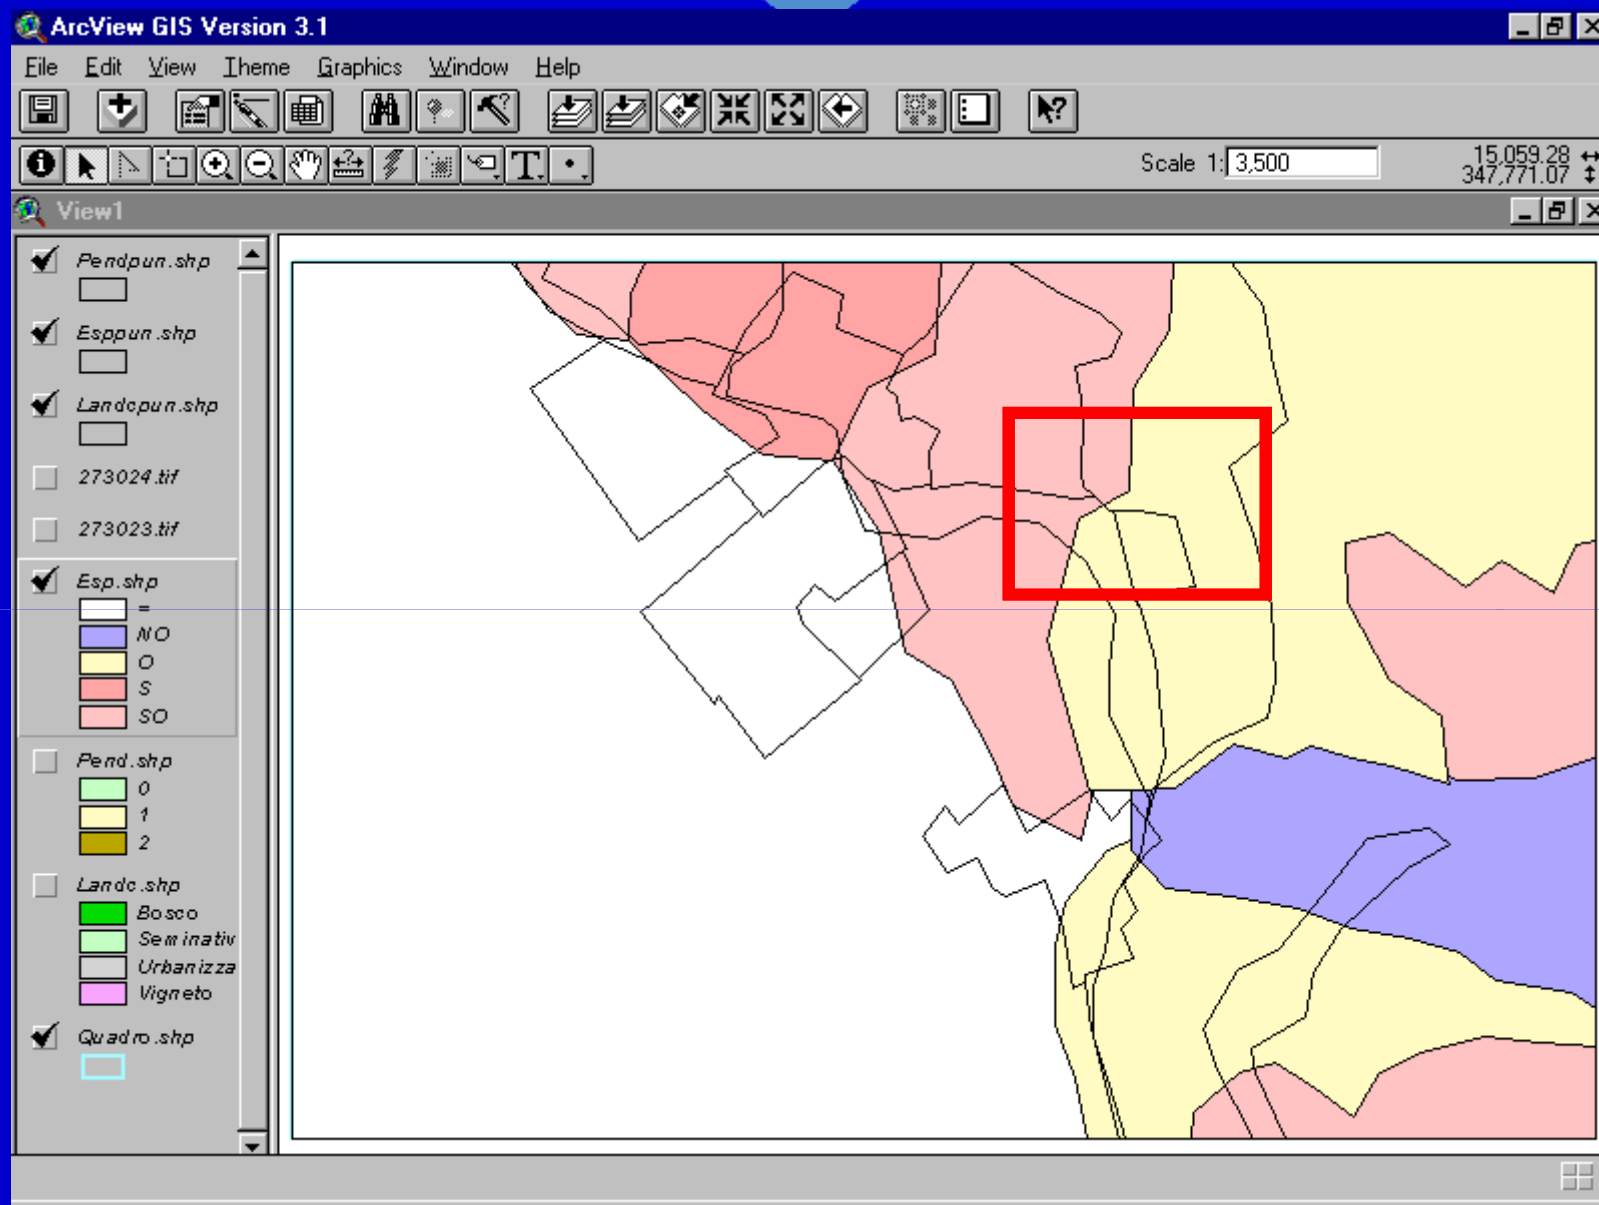 ArcView GIS Version 3.1
File Edit View Theme Graphics Window Help
Scale 1: 3,500
15,059.28
347,771.07
View1
Pendpun.shp
Esppun.shp
Landcpun.shp
273024.tif
273023.tif
Esp.shp
=
NO
O
S
SO
Pend.shp
0
1
2
Landc.shp
Bosco
Seminativ
Urbanizza
Vigneto
Quadro.shp